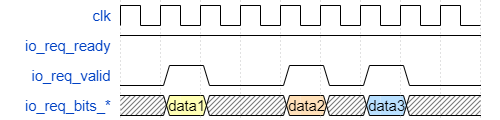 clk
io_req_ready
io_req_valid
io_req_bits_* data1 data2 data3